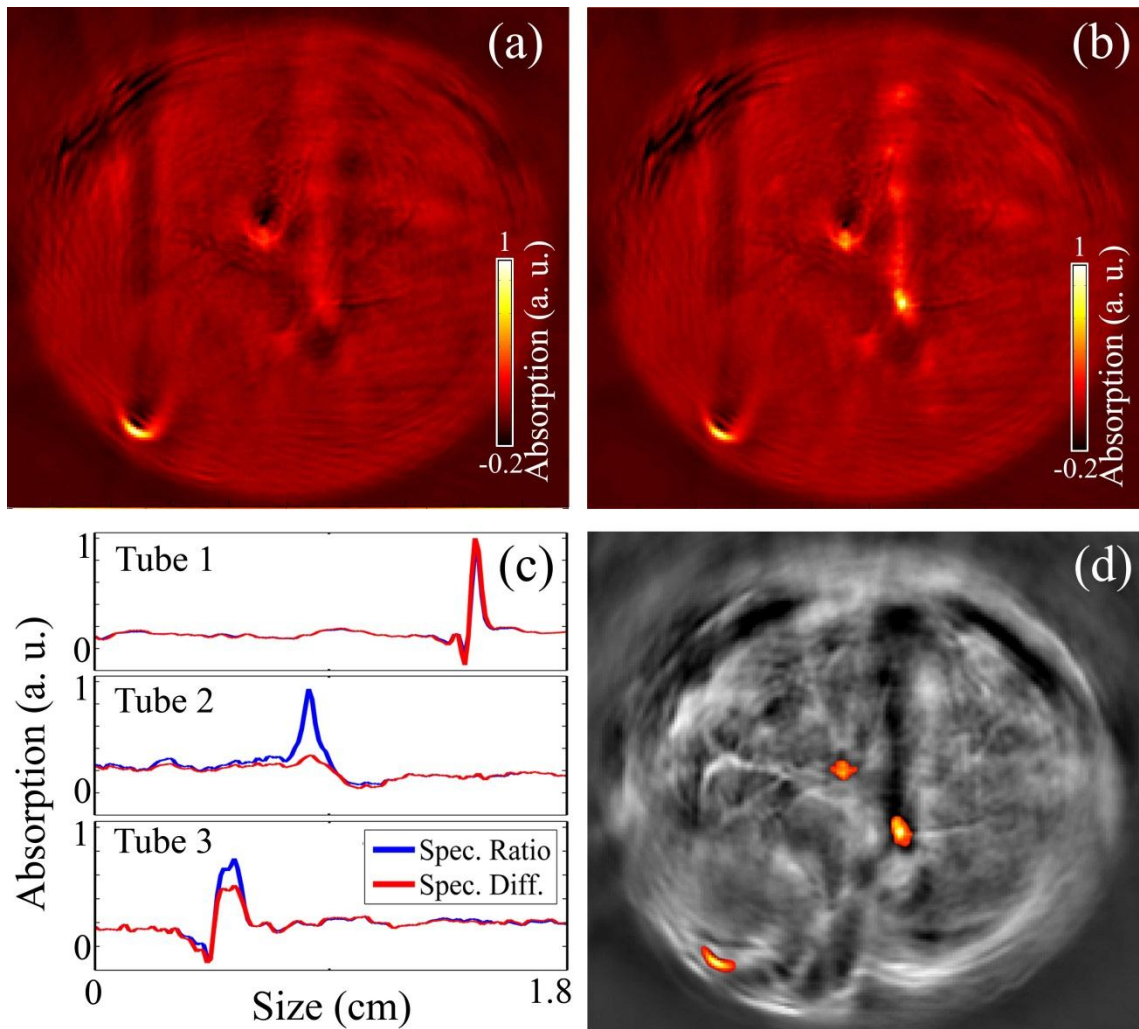 (a)
1
Absorption (a. u.)
-0.2
(b)
1
Absorption (a. u.)
-0.2
(c)
Absorption (a. u.)
1
Tube 1
0
1
Tube 2
0
1
Tube 3
Spec. Ratio
Spec. Diff.
0
0
Size (cm)
1.8
(d)